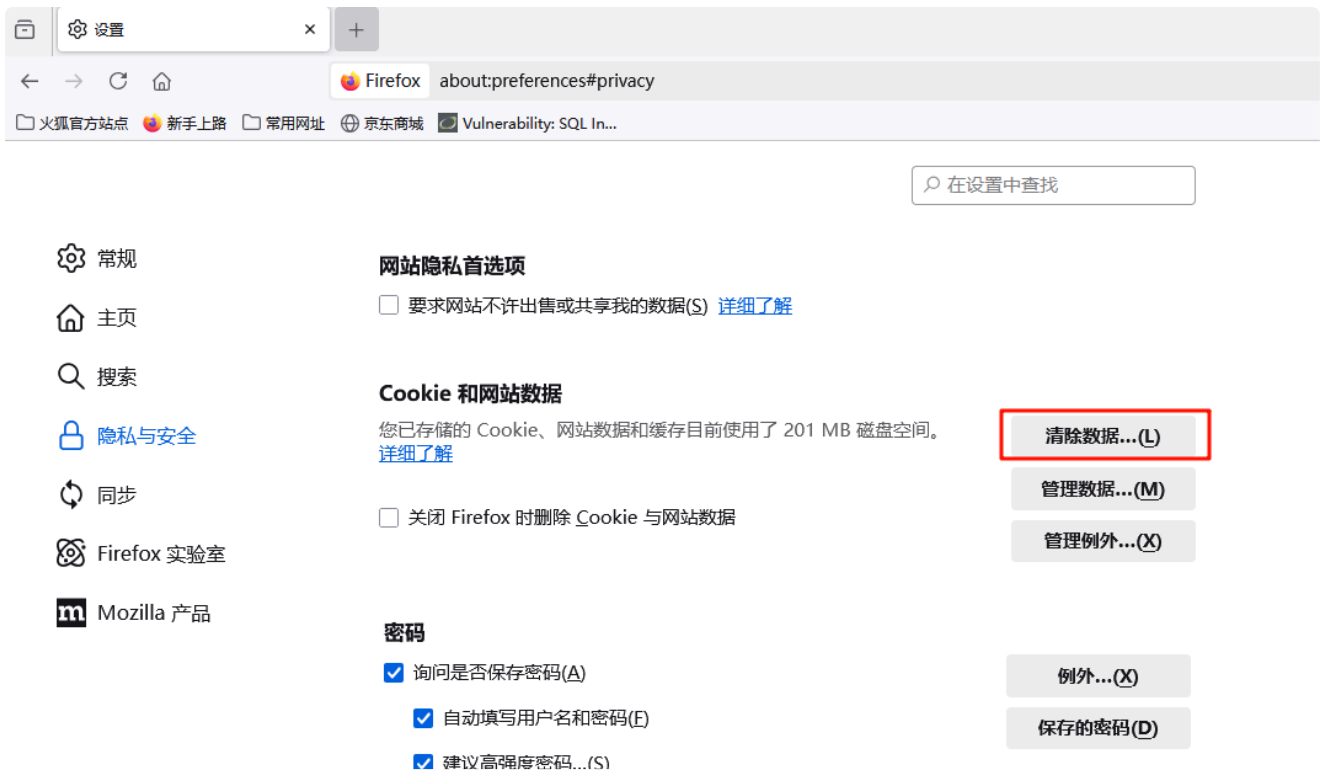 设置
Firefox about:preferences#privacy
火狐官方站点 新手上路 常用网址 京东商城 Vulnerability: SQL In...
在设置中查找
常规
主页
搜索
隐私与安全
同步
Firefox 实验室
Mozilla 产品
网站隐私首选项
要求网站不许出售或共享我的数据(S) 详细了解
Cookie 和网站数据
您已存储的 Cookie、网站数据和缓存目前使用了 201 MB 磁盘空间。
详细了解
清除数据...(L)
管理数据...(M)
关闭 Firefox 时删除 Cookie 与网站数据
管理例外...(X)
密码
询问是否保存密码(A)
例外...(X)
自动填写用户名和密码(F)
保存的密码(D)
建议高强度密码...(S)